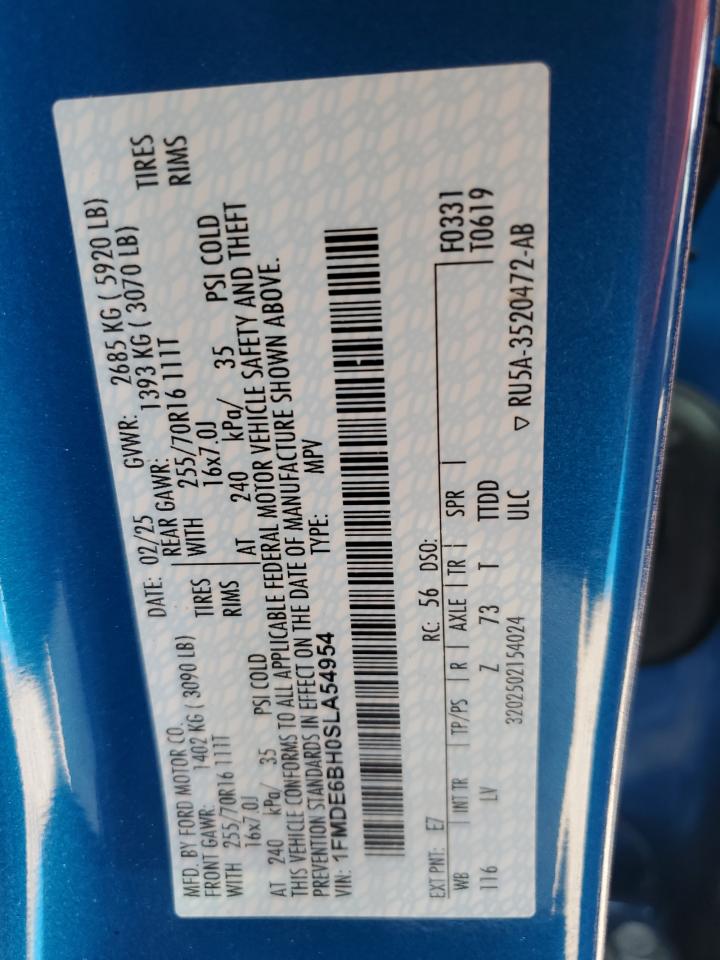 MFD. BY FORD MOTOR CO.
DATE: 02/25 GVWR: 2685 KG ( 5920 LB)
FRONT GAWR: 1402 KG ( 3090 LB) REAR GAWR: 1393 KG ( 3070 LB)
WITH 255/70R16 111T TIRES WITH 255/70R16 111T TIRES
16x7.0J RIMS 16x7.0J RIMS
AT 240 kPa/ 35 PSI COLD AT 240 kPa/ 35 PSI COLD
THIS VEHICLE CONFORMS TO ALL APPLICABLE FEDERAL MOTOR VEHICLE SAFETY AND THEFT
PREVENTION STANDARDS IN EFFECT ON THE DATE OF MANUFACTURE SHOWN ABOVE.
VIN: 1FMDE6BH0SLA54954 TYPE: MPV
EXT PNT: E7 RC: 56 DSO: F0331
WB INT TR TP/PS R AXLE TR SPR T0619
116 LV Z 73 T TTDD
3202502154024 ULC ▽ RU5A-3520472-AB